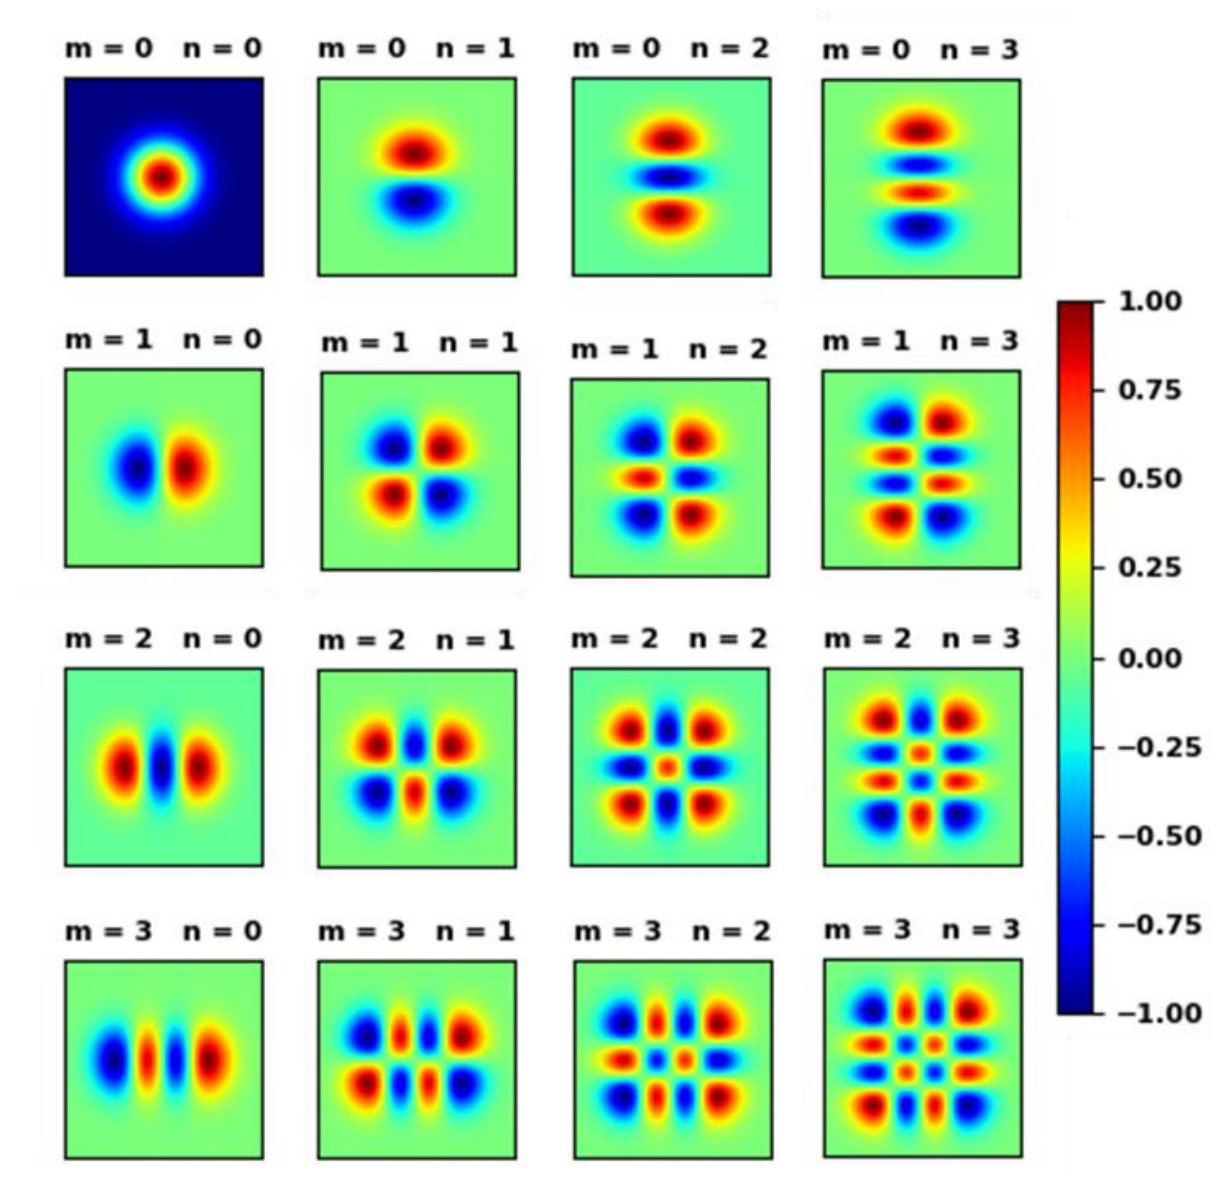 m = 0 n = 0 m = 0 n = 1 m = 0 n = 2 m = 0 n = 3
m = 1 n = 0 m = 1 n = 1 m = 1 n = 2 m = 1 n = 3
m = 2 n = 0 m = 2 n = 1 m = 2 n = 2 m = 2 n = 3
m = 3 n = 0 m = 3 n = 1 m = 3 n = 2 m = 3 n = 3
1.00
0.75
0.50
0.25
0.00
−0.25
−0.50
−0.75
−1.00